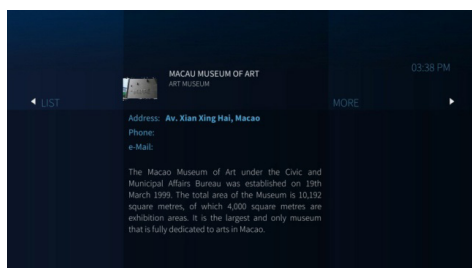 MACAU MUSEUM OF ART
ART MUSEUM
03:38 PM
LIST
MORE
Address: Av. Xian Xing Hai, Macao
Phone:
e-Mail:
The Macao Museum of Art under the Civic and
Municipal Affairs Bureau was established on 19th
March 1999. The total area of the Museum is 10,192
square metres, of which 4,000 square metres are
exhibition areas. It is the largest and only museum
that is fully dedicated to arts in Macao.